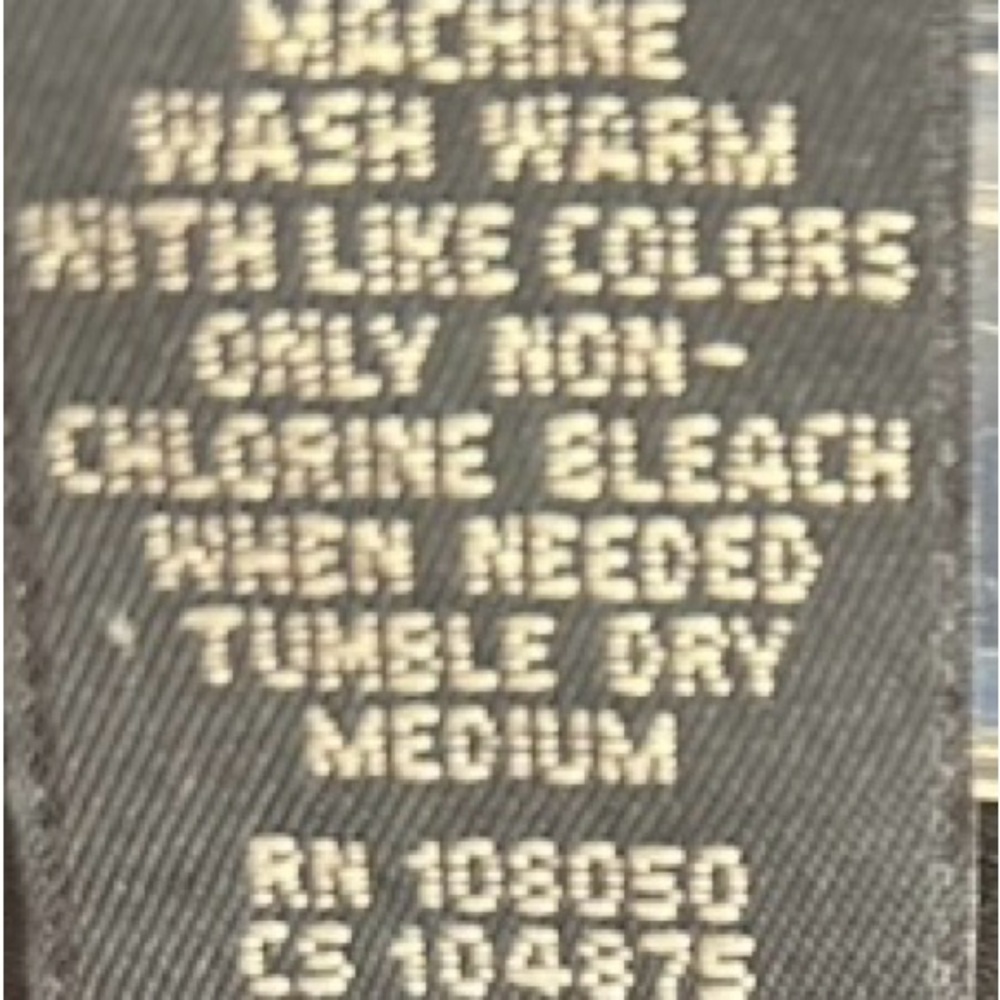 MACHINE
WASH WARM
WITH LIKE COLORS
ONLY NON-
CHLORINE BLEACH
WHEN NEEDED
TUMBLE DRY
MEDIUM
RN 108050
CS 104875